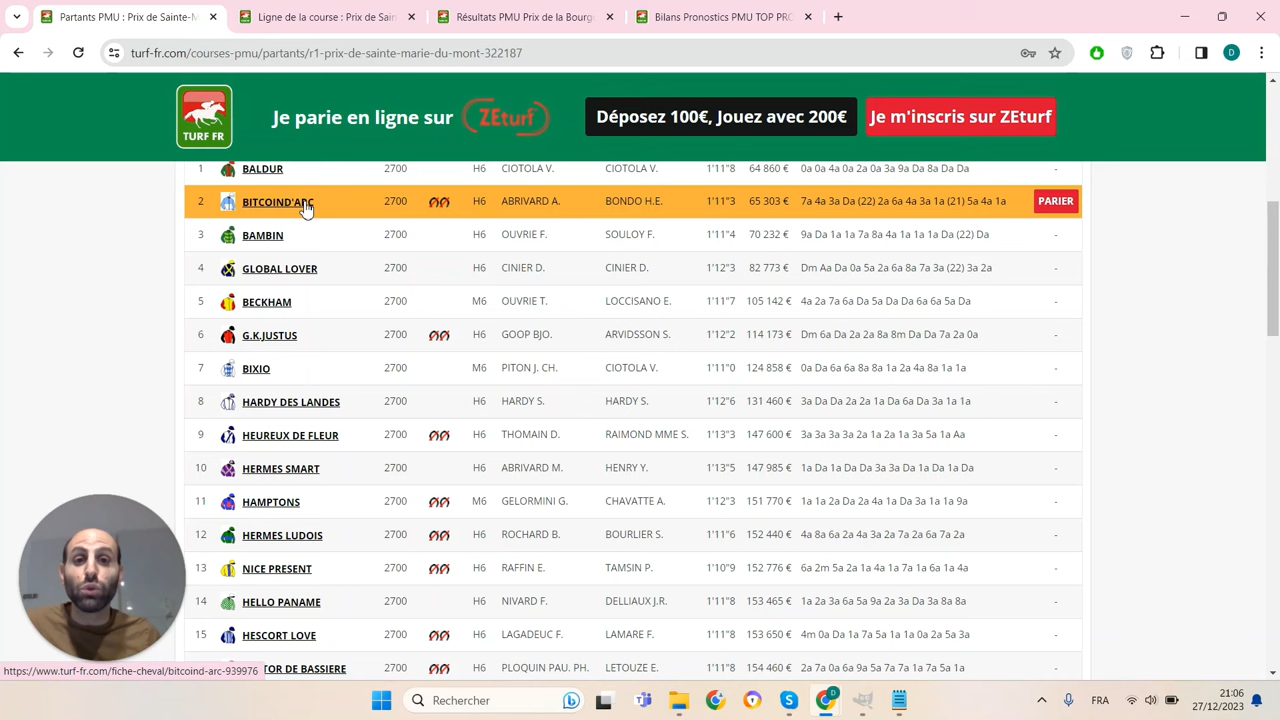 Partants PMU : Prix de Sainte-M
Ligne de la course : Prix de Sain
Résultats PMU Prix de la Bourg
Bilans Pronostics PMU TOP PRO
turf-fr.com/courses-pmu/partants/r1-prix-de-sainte-marie-du-mont-322187
D
TURF FR
Je parie en ligne sur ZEturf
Déposez 100€, Jouez avec 200€
Je m'inscris sur ZEturf
1 BALDUR 2700 H6 CIOTOLA V. CIOTOLA V. 1'11"8 64 860 € 0a 0a 4a 0a 2a 0a 3a 9a Da 8a Da Da -
2 BITCOIND'ARC 2700 H6 ABRIVARD A. BONDO H.E. 1'11"3 65 303 € 7a 4a 3a Da (22) 2a 6a 4a 3a 1a (21) 5a 4a 1a PARIER
3 BAMBIN 2700 H6 OUVRIE F. SOULOY F. 1'11"4 70 232 € 9a Da 1a 1a 7a 8a 4a 1a 1a 1a Da (22) Da -
4 GLOBAL LOVER 2700 H6 CINIER D. CINIER D. 1'12"3 82 773 € Dm Aa Da 0a 5a 2a 6a 8a 7a 3a (22) 3a 2a -
5 BECKHAM 2700 M6 OUVRIE T. LOCCISANO E. 1'11"7 105 142 € 4a 2a 7a 6a Da 5a Da Da 6a 3a 5a Da -
6 G.K.JUSTUS 2700 H6 GOOP BJO. ARVIDSSON S. 1'12"2 114 173 € Dm 6a Da 2a 2a 8a 8m Da Da 7a 2a 0a -
7 BIXIO 2700 M6 PITON J. CH. CIOTOLA V. 1'11"0 124 858 € 0a Da 6a 6a 8a 8a 1a 2a 4a 8a 1a 1a -
8 HARDY DES LANDES 2700 H6 HARDY S. HARDY S. 1'12"6 131 460 € 3a Da Da 2a 2a 1a Da 6a Da 3a 1a 1a -
9 HEUREUX DE FLEUR 2700 H6 THOMAIN D. RAIMOND MME S. 1'13"3 147 600 € 3a 3a 3a 3a 2a 1a 2a 1a 3a 5a 1a Aa -
10 HERMES SMART 2700 H6 ABRIVARD M. HENRY Y. 1'13"5 147 985 € 1a Da 1a Da Da 3a 3a Da 1a Da 1a Da -
11 HAMPTONS 2700 M6 GELORMINI G. CHAVATTE A. 1'12"3 151 770 € 1a 1a 2a Da 2a 4a 1a Da 3a 1a 1a 9a -
12 HERMES LUDOIS 2700 H6 ROCHARD B. BOURLIER S. 1'11"6 152 440 € 4a 8a 6a 2a 4a 3a 2a 7a 2a 6a 7a 2a -
13 NICE PRESENT 2700 H6 RAFFIN E. TAMSIN P. 1'10"9 152 776 € 6a 2m 5a 2a 1a 4a 1a 7a 1a 6a 1a 4a -
14 HELLO PANAME 2700 H6 NIVARD F. DELLIAUX J.R. 1'11"8 153 465 € 1a 2a 3a 6a 5a 9a 2a 3a Da 3a 8a 8a -
15 HESCORT LOVE 2700 H6 LAGADEUC F. LAMARE F. 1'11"8 153 650 € 4m 0a Da 1a 7a 5a 1a 1a 0a 2a 5a 3a -
TOR DE BASSIERE 2700 H6 PLOQUIN PAU. PH. LETOUZE E. 1'11"8 154 460 € 0a 6a 9a 5a 7a 7a 1a 7a 5a 1a -
https://www.turf-fr.com/fiche-cheval/bitcoind-arc-939976
Rechercher
FRA
21:06
27/12/2023